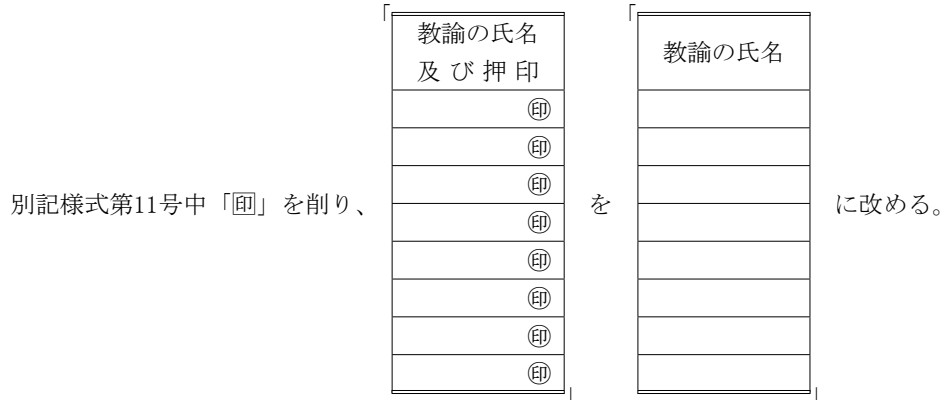 別記様式第11号中「印」を削り、
「
教諭の氏名
及び押印
㊞
㊞
㊞
㊞
㊞
㊞
㊞
㊞
」
を
「
教諭の氏名
」
に改める。